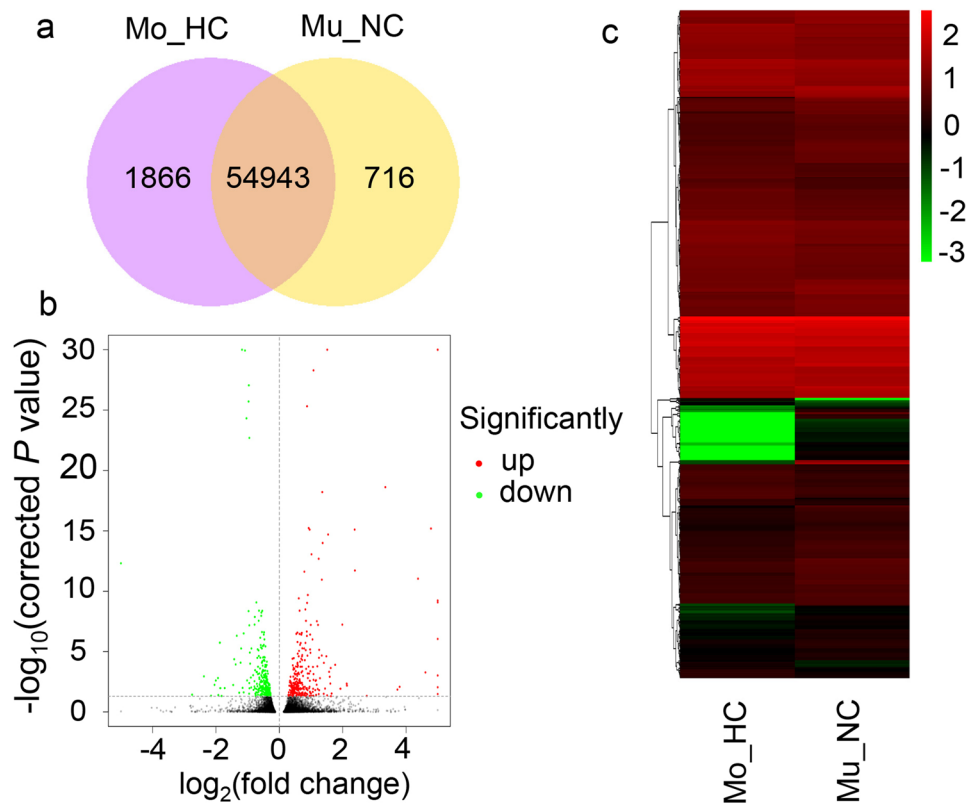 a
Mo_HC Mu_NC
1866 54943 716
b
30
25
20
15
10
5
0
-log10(corrected P value)
-4 -2 0 2 4
log2(fold change)
Significantly
up
down
c
2
1
0
-1
-2
-3
Mo_HC
Mu_NC